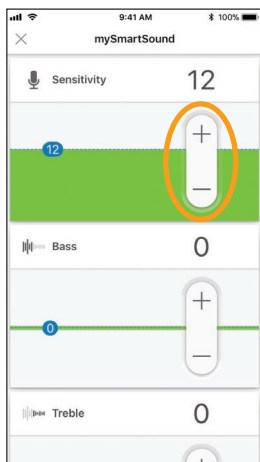 9:41 AM 100%
mySmartSound
Sensitivity 12
+
12
−
Bass 0
+
0
−
Treble 0
+